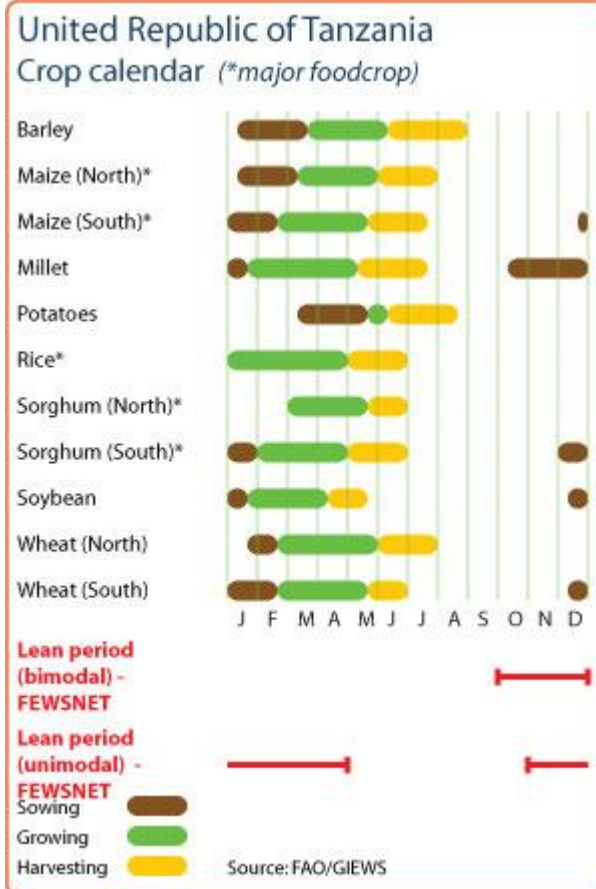 United Republic of Tanzania
Crop calendar (*major foodcrop)
Barley
Maize (North)*
Maize (South)*
Millet
Potatoes
Rice*
Sorghum (North)*
Sorghum (South)*
Soybean
Wheat (North)
Wheat (South)
J F M A M J J A S O N D
Lean period
(bimodal) -
FEWSNET
Lean period
(unimodal) -
FEWSNET
Sowing
Growing
Harvesting Source: FAO/GIEWS